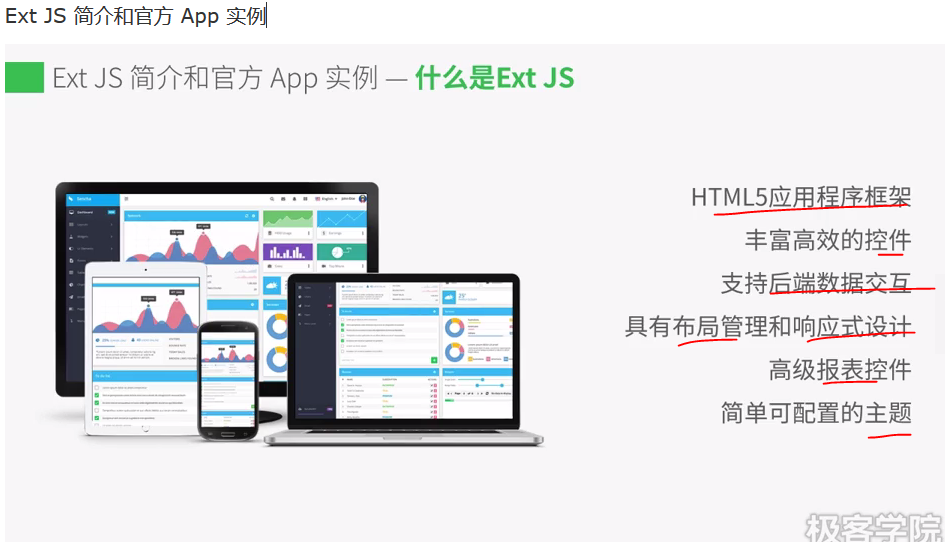 Ext JS 简介和官方 App 实例
Ext JS 简介和官方 App 实例 — 什么是Ext JS
HTML5应用程序框架
丰富高效的控件
支持后端数据交互
具有布局管理和响应式设计
高级报表控件
简单可配置的主题
极客学院